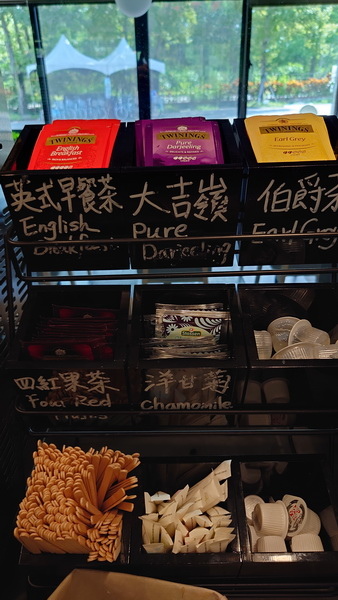 TWININGS
English
Breakfast
TWININGS
Pure
Darjeeling
TWININGS
Earl Grey
英式早餐茶
English
Breakfast
大吉嶺
Pure
Darjeeling
伯爵茶
Earl Grey
四紅果茶
Four Red
Fruits
洋甘菊
Chamomile